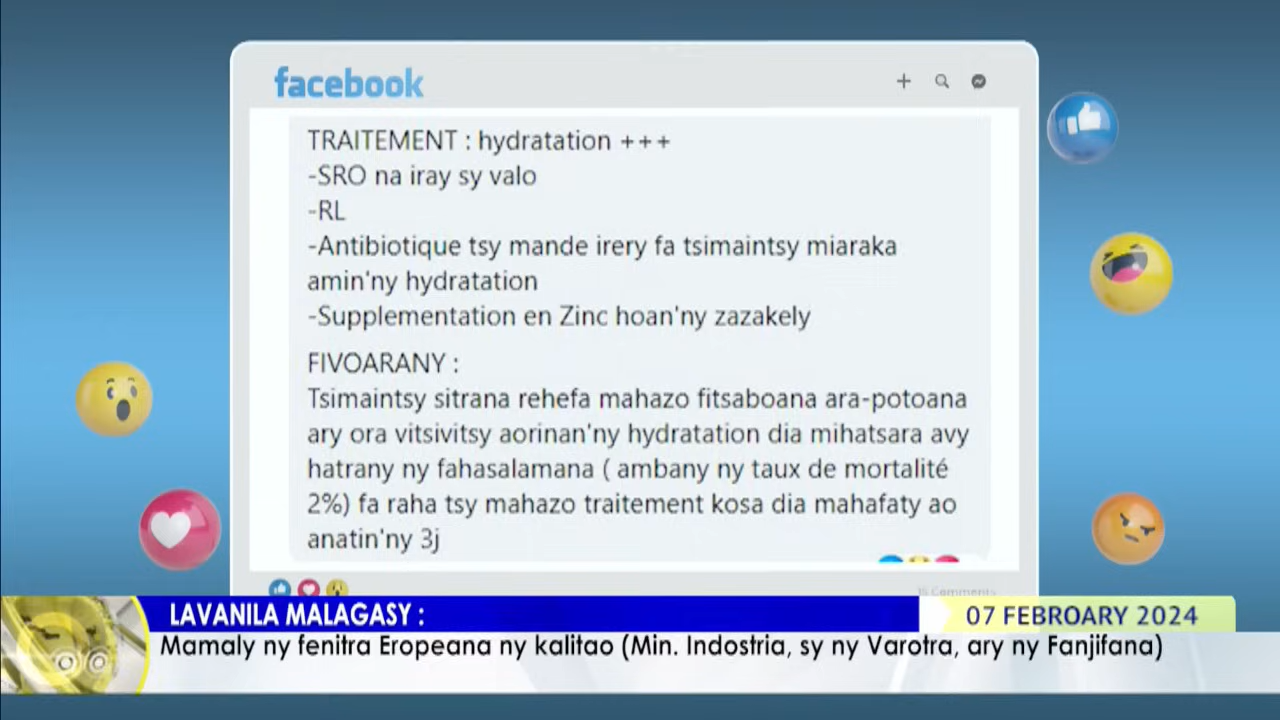 facebook
TRAITEMENT : hydratation +++
-SRO na iray sy valo
-RL
-Antibiotique tsy mande irery fa tsimaintsy miaraka
amin'ny hydratation
-Supplementation en Zinc hoan'ny zazakely
FIVOARANY :
Tsimaintsy sitrana rehefa mahazo fitsaboana ara-potoana
ary ora vitsivitsy aorinan'ny hydratation dia mihatsara avy
hatrany ny fahasalamana ( ambany ny taux de mortalité
2%) fa raha tsy mahazo traitement kosa dia mahafaty ao
anatin'ny 3j
Comments
LAVANILA MALAGASY :
07 FEBROARY 2024
Mamaly ny fenitra Eropeana ny kalitao (Min. Indostria, sy ny Varotra, ary ny Fanjifana)